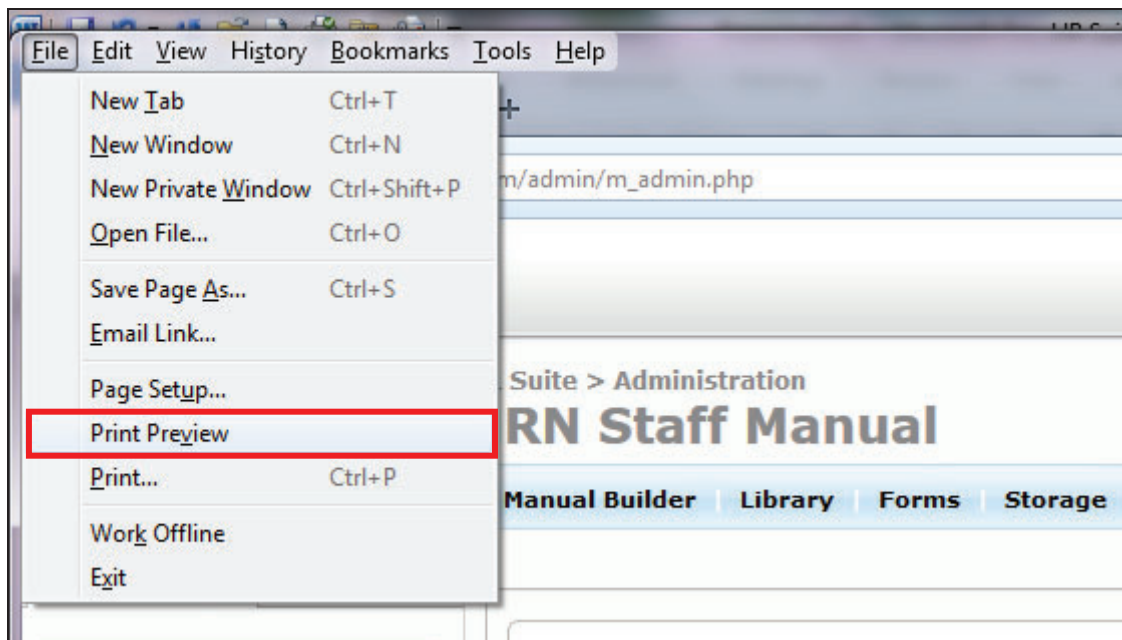 File Edit View History Bookmarks Tools Help
New Tab Ctrl+T
New Window Ctrl+N
New Private Window Ctrl+Shift+P
m/admin/m_admin.php
Open File... Ctrl+O
Save Page As... Ctrl+S
Email Link...
Page Setup...
Suite > Administration
Print Preview
RN Staff Manual
Print... Ctrl+P
Manual Builder Library Forms Storage
Work Offline
Exit